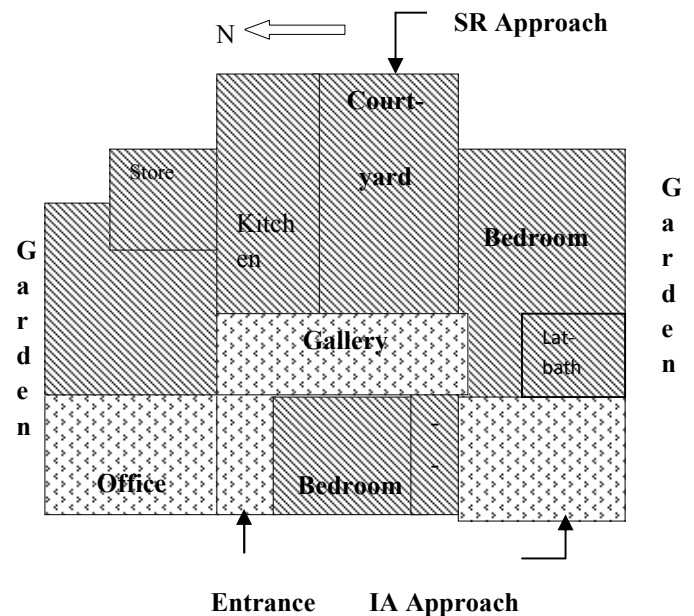 SR Approach
N
Court-
yard
Store
Kitch
en
Bedroom
G
a
r
d
e
n
G
a
r
d
e
n
Gallery
Lat-
bath
-
-
Office
Bedroom
Entrance
IA Approach